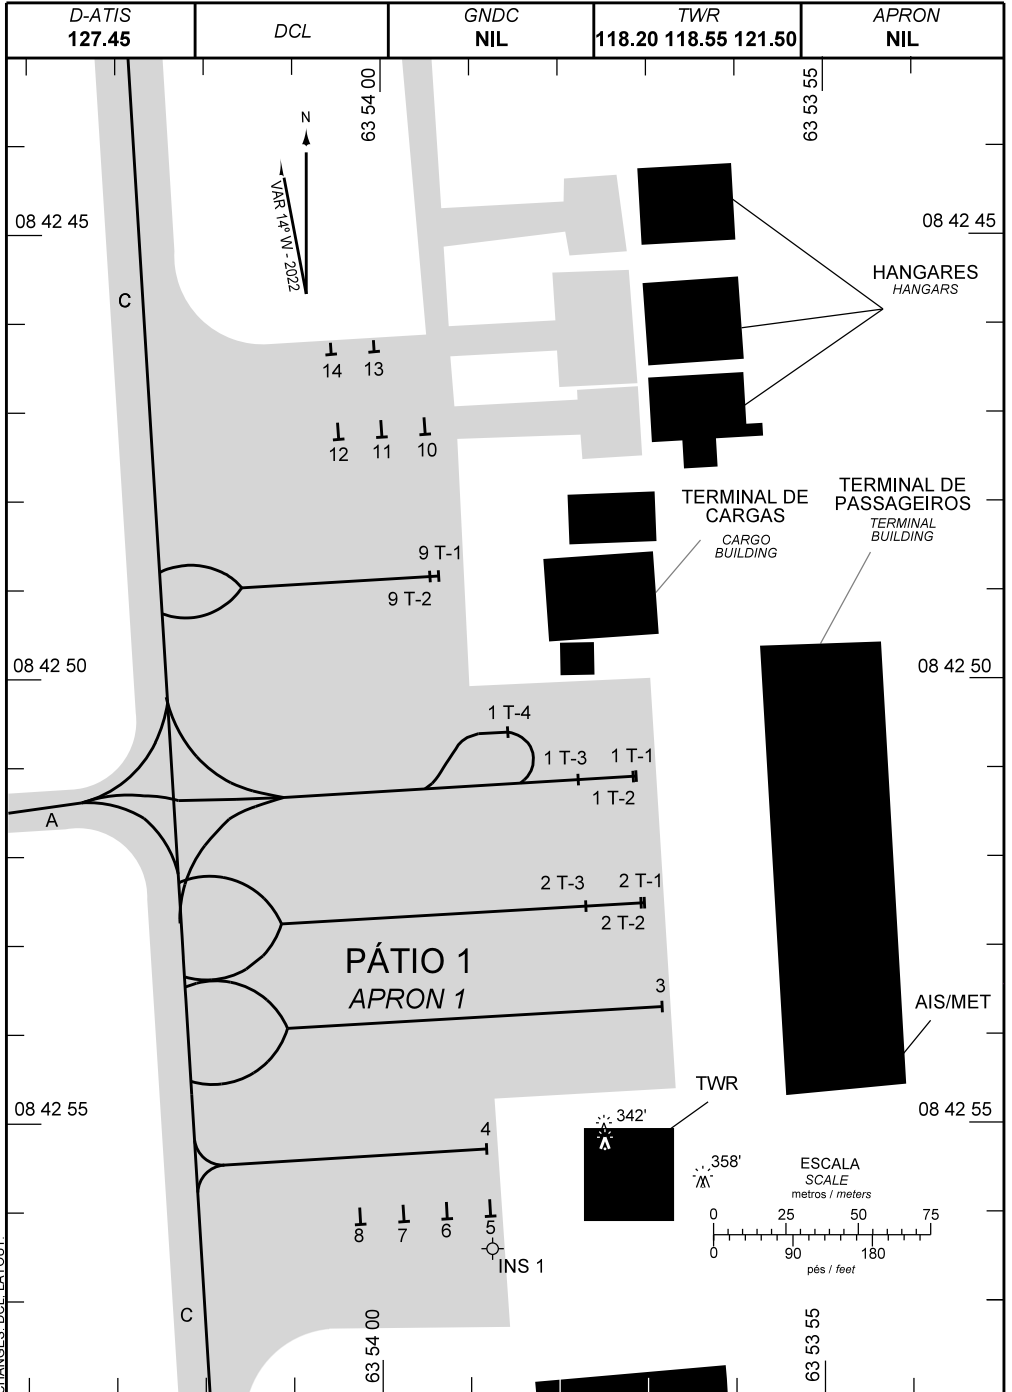 D-ATIS
127.45
DCL
GNDC
NIL
TWR
118.20 118.55 121.50
APRON
NIL
63 54 00
63 53 55
N
VAR 14º W - 2022
08 42 45
08 42 45
HANGARES
HANGARS
C
14
13
12
11
10
TERMINAL DE
CARGAS
CARGO
BUILDING
TERMINAL DE
PASSAGEIROS
TERMINAL
BUILDING
9 T-1
9 T-2
08 42 50
08 42 50
1 T-4
1 T-3
1 T-1
1 T-2
A
2 T-3
2 T-1
2 T-2
PÁTIO 1
APRON 1
3
AIS/MET
TWR
08 42 55
08 42 55
4
342'
358'
ESCALA
SCALE
metros / meters
0 25 50 75
0 90 180
pés / feet
8
7
6
5
INS 1
C
63 54 00
63 53 55
CHANGES: DCL, LAYOUT.